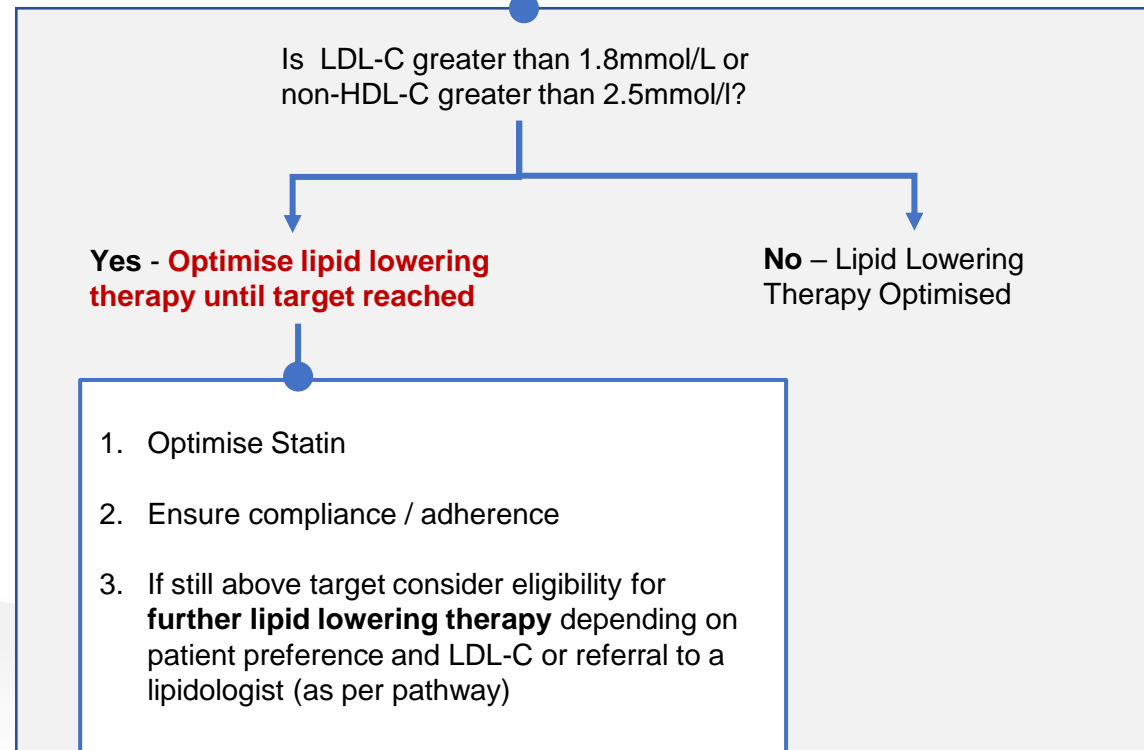 Is LDL-C greater than 1.8mmol/L or
non-HDL-C greater than 2.5mmol/l?
Yes - Optimise lipid lowering
therapy until target reached
No – Lipid Lowering
Therapy Optimised
1. Optimise Statin
2. Ensure compliance / adherence
3. If still above target consider eligibility for
further lipid lowering therapy depending on
patient preference and LDL-C or referral to a
lipidologist (as per pathway)